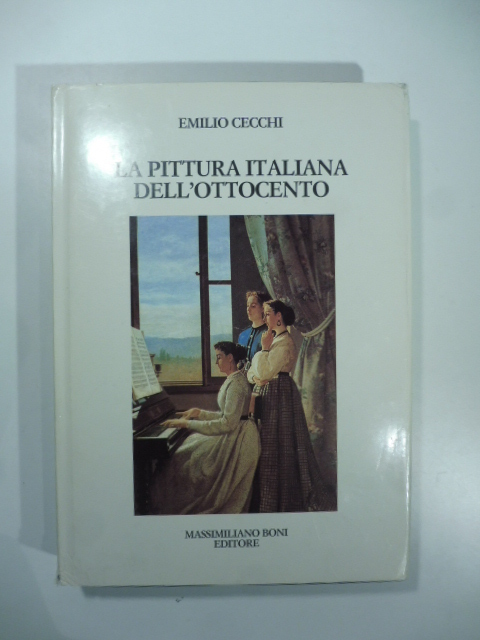 EMILIO CECCHI
LA PITTURA ITALIANA
DELL'OTTOCENTO
MASSIMILIANO BONI
EDITORE